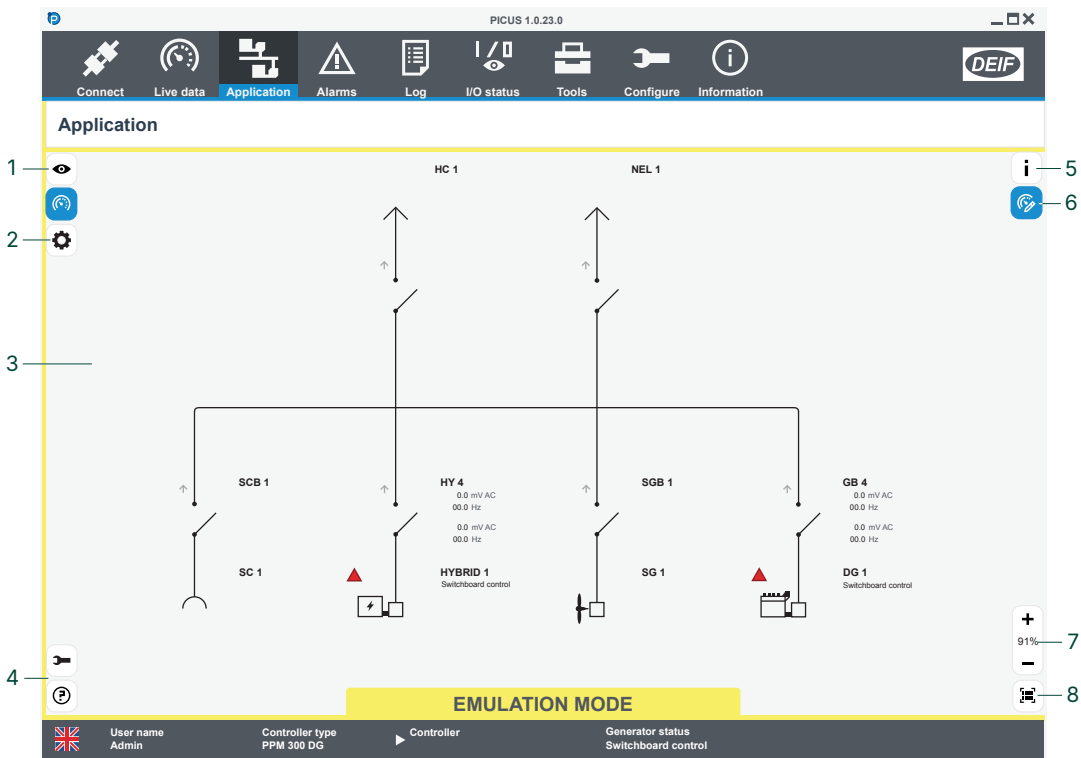 PICUS 1.0.23.0
Connect Live data Application Alarms Log I/O status Tools Configure Information
DEIF
Application
1
2
3
4
5
6
7
8
HC 1
NEL 1
SCB 1
HY 4
0.0 mV AC
00.0 Hz
0.0 mV AC
00.0 Hz
SGB 1
GB 4
0.0 mV AC
00.0 Hz
0.0 mV AC
00.0 Hz
SC 1
HYBRID 1
Switchboard control
SG 1
DG 1
Switchboard control
91%
EMULATION MODE
User name
Admin
Controller type
PPM 300 DG
Controller
Generator status
Switchboard control